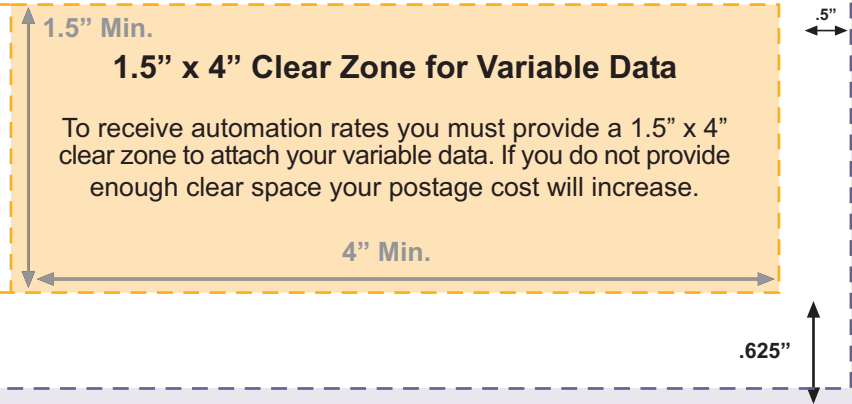 .5”
1.5” Min.
1.5” x 4” Clear Zone for Variable Data
To receive automation rates you must provide a 1.5” x 4”
clear zone to attach your variable data. If you do not provide
enough clear space your postage cost will increase.
4” Min.
.625”